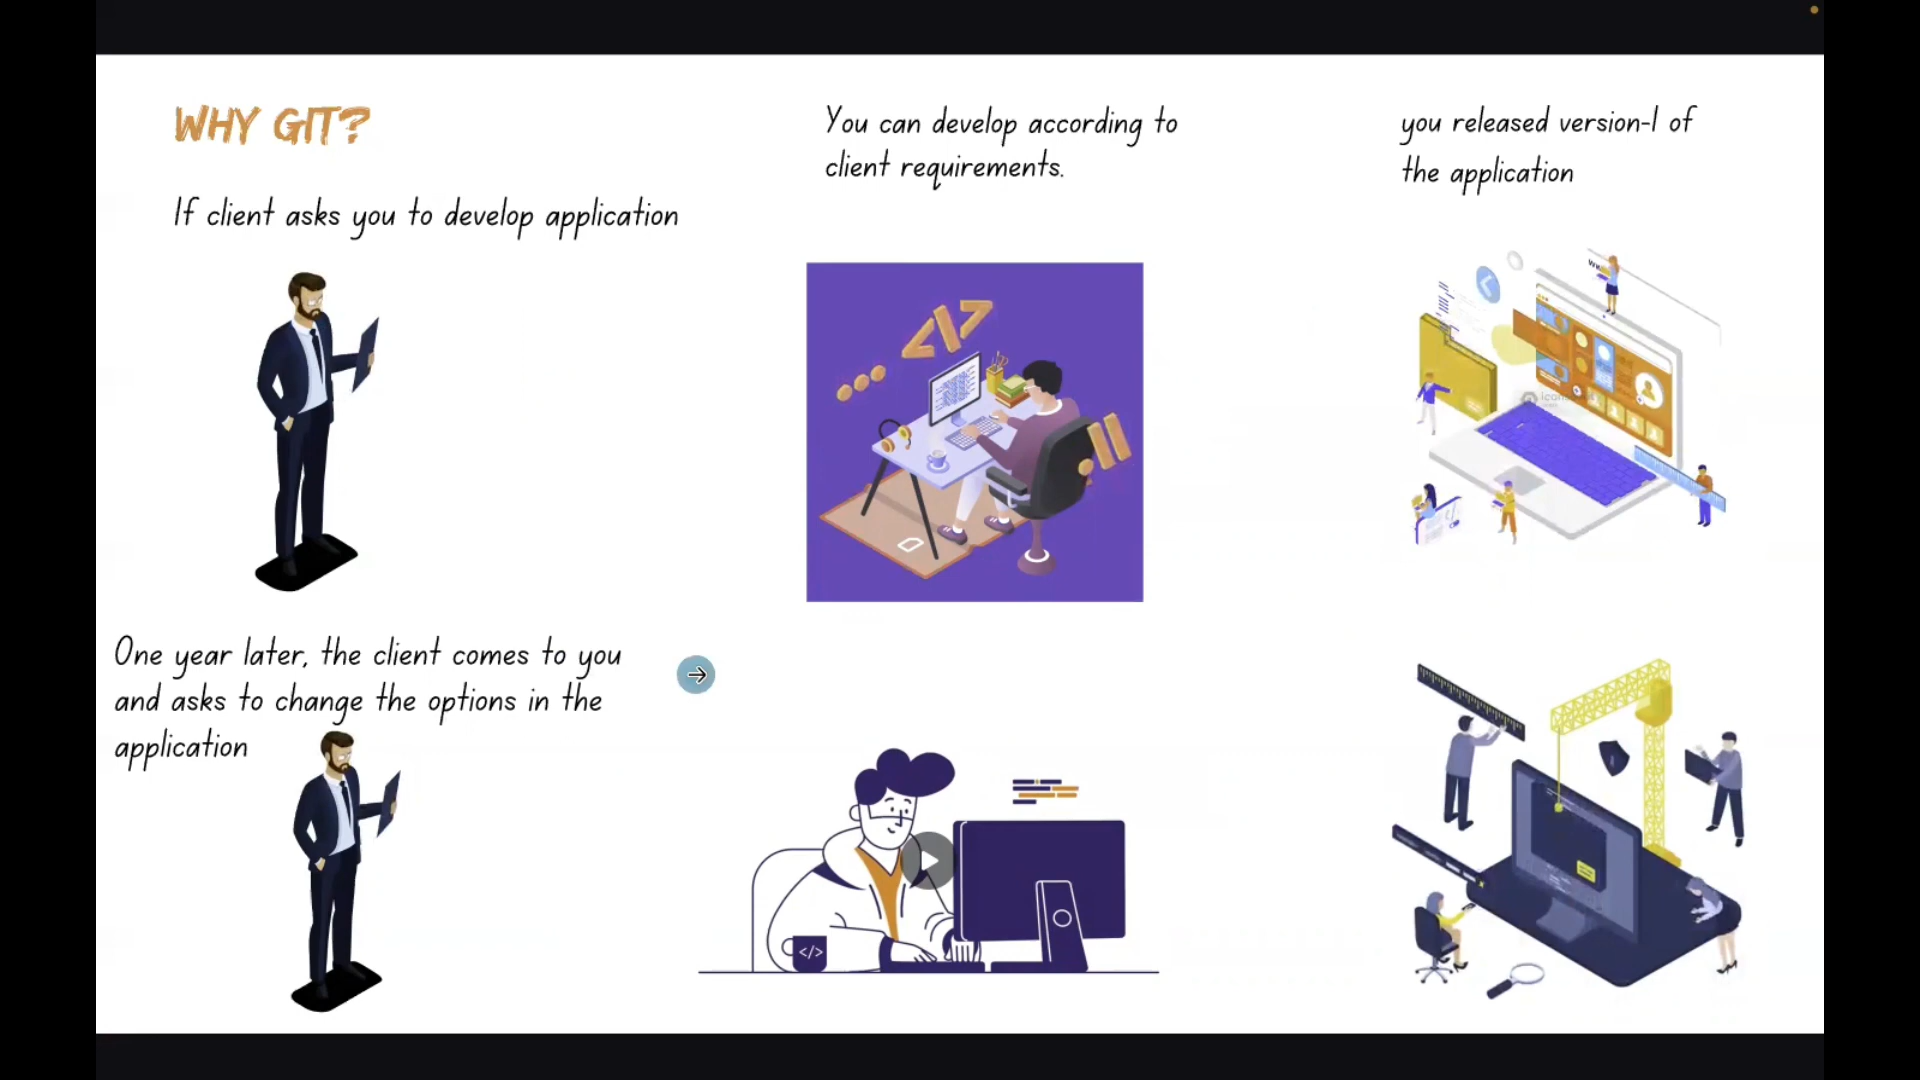 WHY GIT?
If client asks you to develop application
You can develop according to
client requirements.
you released version-1 of
the application
One year later, the client comes to you
and asks to change the options in the
application